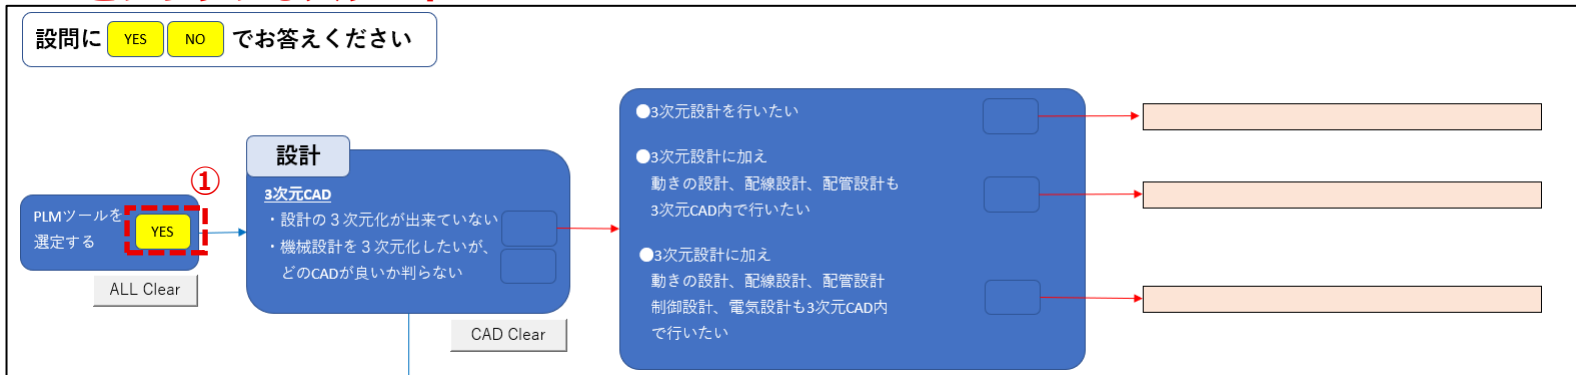 設問に YES NO でお答えください
●3次元設計を行いたい
設計
●3次元設計に加え
動きの設計、配線設計、配管設計も
3次元CAD内で行いたい
①
3次元CAD
・設計の３次元化が出来ていない
・機械設計を３次元化したいが、
どのCADが良いか判らない
PLMツールを
選定する
YES
●3次元設計に加え
動きの設計、配線設計、配管設計
制御設計、電気設計も3次元CAD内
で行いたい
ALL Clear
CAD Clear